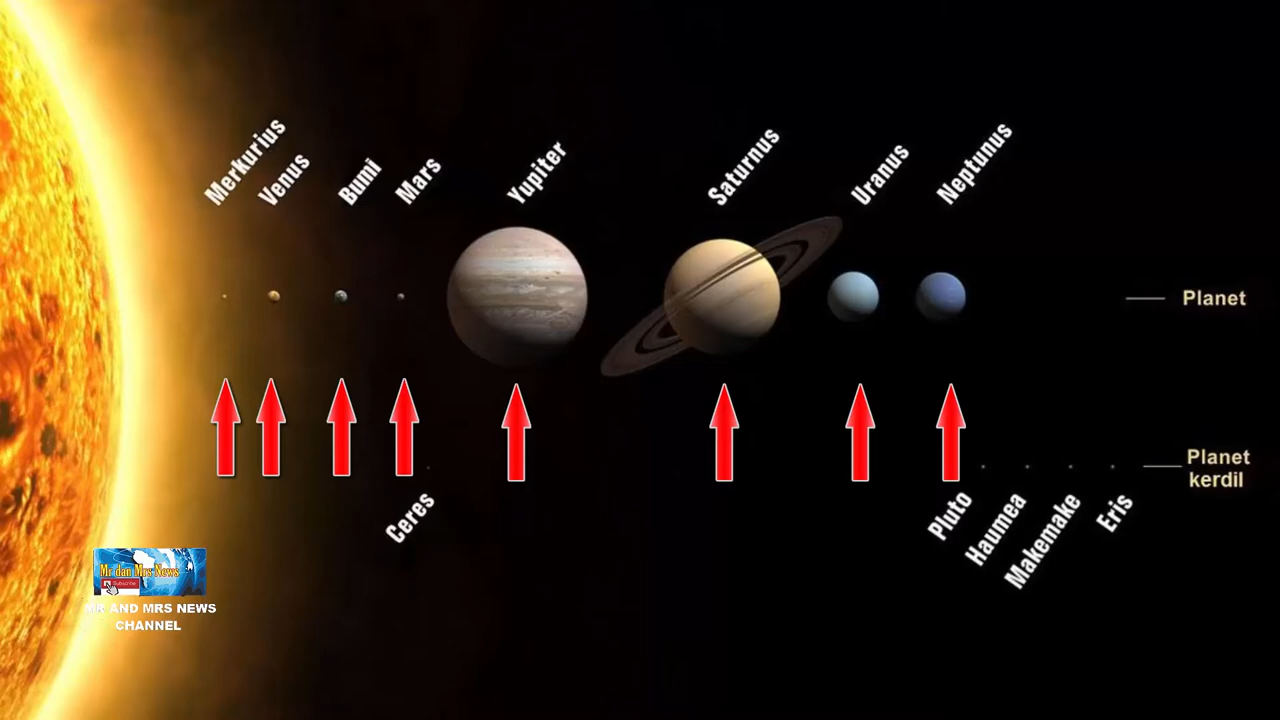 Merkurius
Venus
Bumi
Mars
Yupiter
Saturnus
Uranus
Neptunus
Planet
Planet
kerdil
Ceres
Pluto
Haumea
Makemake
Eris
Mr dan Mrs News
Subscribe
MR AND MRS NEWS
CHANNEL